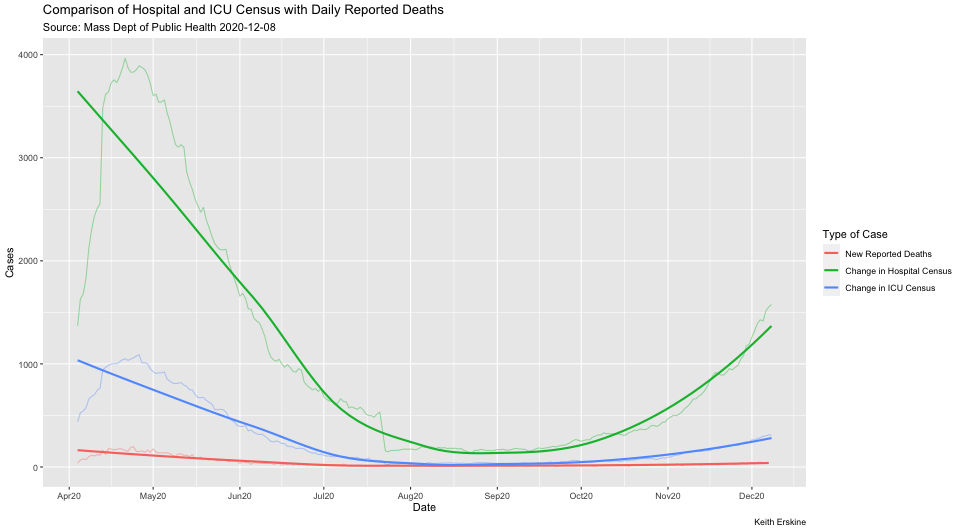 Comparison of Hospital and ICU Census with Daily Reported Deaths
Source: Mass Dept of Public Health 2020-12-08
4000
3000
2000
1000
0
Cases
Apr20 May20 Jun20 Jul20 Aug20 Sep20 Oct20 Nov20 Dec20
Date
Type of Case
New Reported Deaths
Change in Hospital Census
Change in ICU Census
Keith Erskine